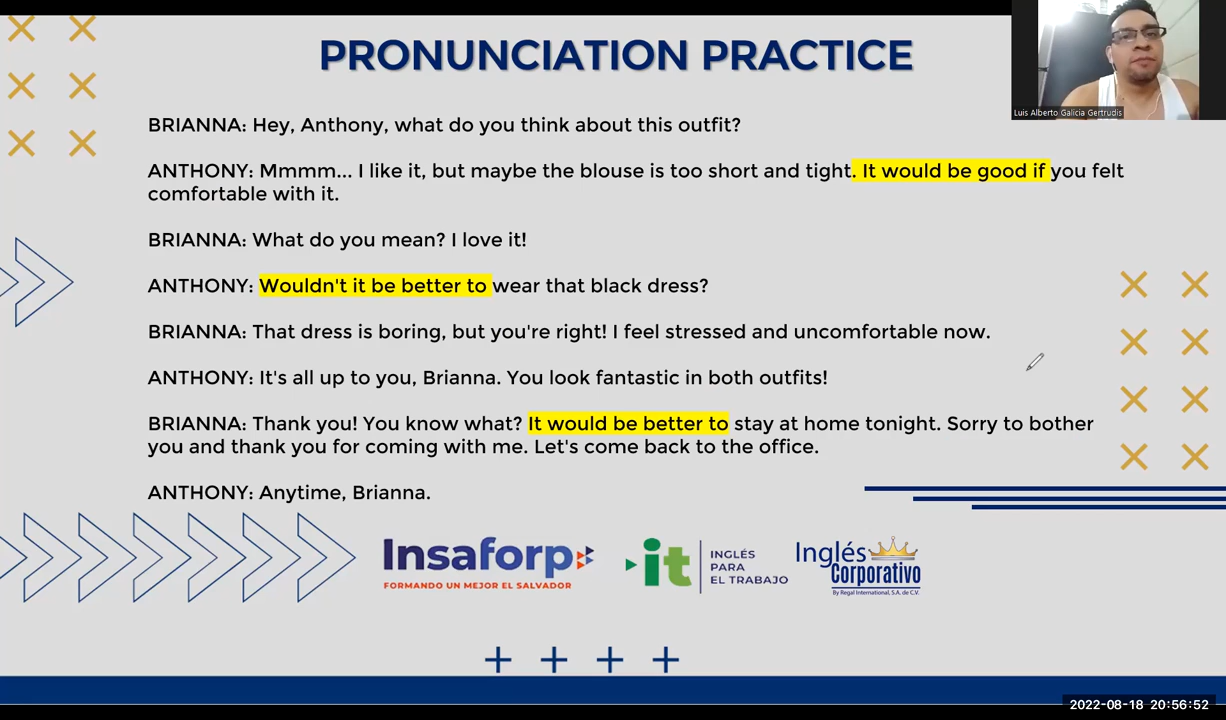 PRONUNCIATION PRACTICE
Luis Alberto Galicia Gertrudis
BRIANNA: Hey, Anthony, what do you think about this outfit?
ANTHONY: Mmmm... I like it, but maybe the blouse is too short and tight. It would be good if you felt
comfortable with it.
BRIANNA: What do you mean? I love it!
ANTHONY: Wouldn't it be better to wear that black dress?
BRIANNA: That dress is boring, but you're right! I feel stressed and uncomfortable now.
ANTHONY: It's all up to you, Brianna. You look fantastic in both outfits!
BRIANNA: Thank you! You know what? It would be better to stay at home tonight. Sorry to bother
you and thank you for coming with me. Let's come back to the office.
ANTHONY: Anytime, Brianna.
Insaforp
FORMANDO UN MEJOR EL SALVADOR
it
INGLÉS
PARA
EL TRABAJO
Inglés
Corporativo
By Regal International, S.A. de C.V.
2022-08-18 20:56:52